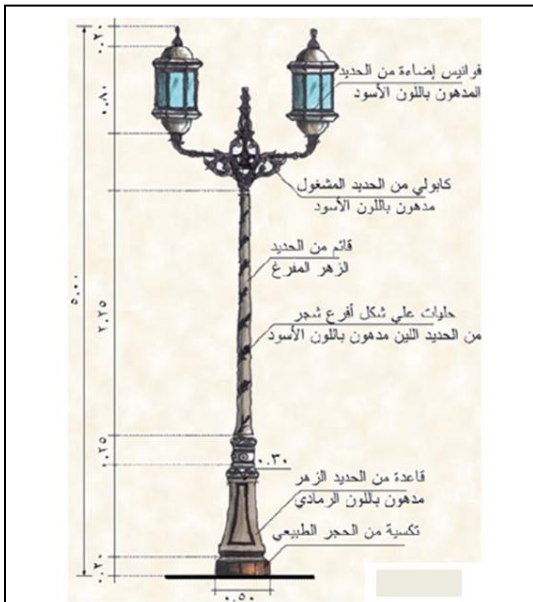 فوانيس إضاءة من الحديد
المدهون باللون الأسود
كابولي من الحديد المشغول
مدهون باللون الأسود
قائم من الحديد
الزهر المفرغ
حليات علي شكل أفرع شجر
من الحديد اللين مدهون باللون الأسود
قاعدة من الحديد الزهر
مدهون باللون الرمادي
تكسية من الحجر الطبيعي
٠.٢٠
٠.٨٠
٥.٠٠
٢.٢٥
٠.٢٥
٠.٣٠
٠.٢٠
٠.٥٠